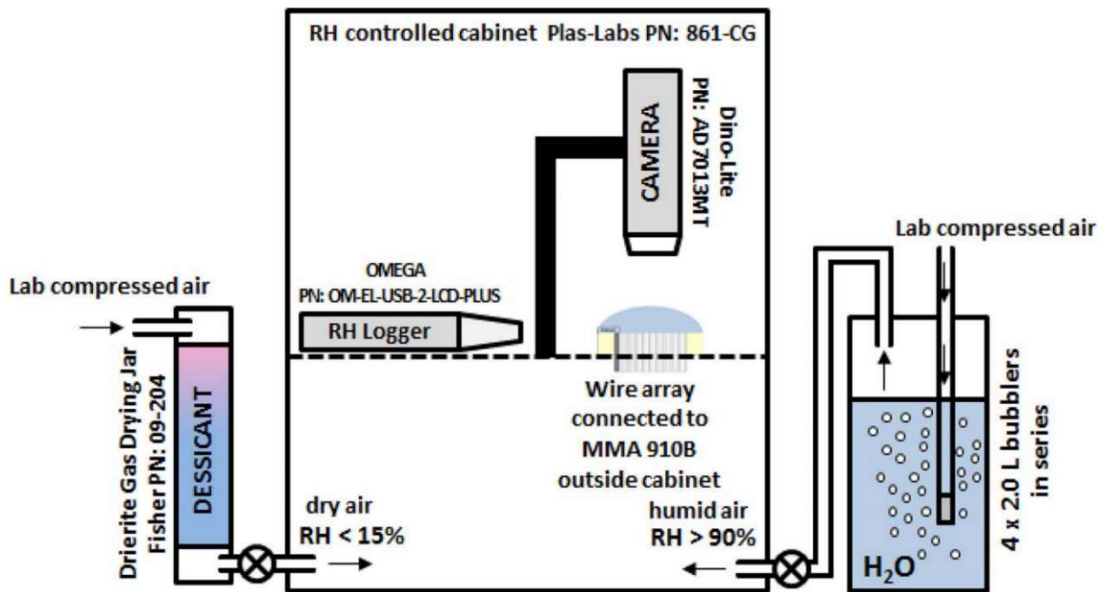 RH controlled cabinet Plas-Labs PN: 861-CG
CAMERA
Dino-Lite
PN: AD7013MT
Lab compressed air
OMEGA
PN: OM-EL-USB-2-LCD-PLUS
RH Logger
Lab compressed air
Drierite Gas Drying Jar
Fisher PN: 09-204
DESSICANT
Wire array
connected to
MMA 910B
outside cabinet
dry air
RH < 15%
humid air
RH > 90%
H₂O
4 x 2.0 L bubblers
in series